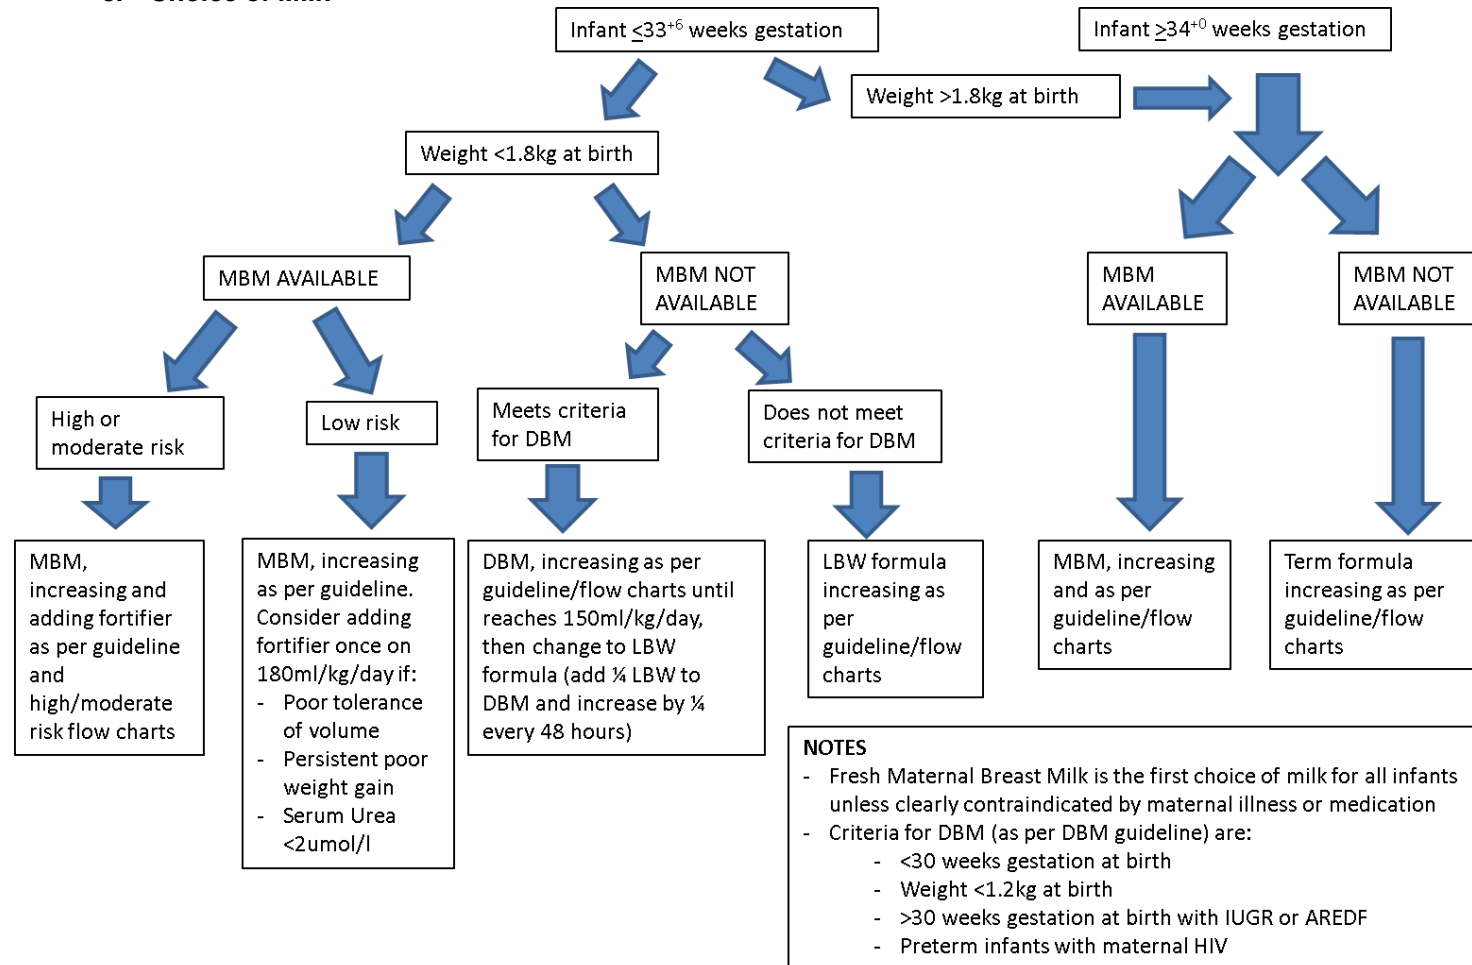 Infant ≤33+6 weeks gestation
Infant ≥34+0 weeks gestation
Weight >1.8kg at birth
Weight <1.8kg at birth
MBM AVAILABLE
MBM NOT
AVAILABLE
MBM
AVAILABLE
MBM NOT
AVAILABLE
High or
moderate risk
Low risk
Meets criteria
for DBM
Does not meet
criteria for DBM
MBM,
increasing and
adding fortifier
as per guideline
and
high/moderate
risk flow charts
MBM, increasing
as per guideline.
Consider adding
fortifier once on
180ml/kg/day if:
- Poor tolerance
of volume
- Persistent poor
weight gain
- Serum Urea
<2umol/l
DBM, increasing as per
guideline/flow charts until
reaches 150ml/kg/day,
then change to LBW
formula (add ¼ LBW to
DBM and increase by ¼
every 48 hours)
LBW formula
increasing as
per
guideline/flow
charts
MBM, increasing
and as per
guideline/flow
charts
Term formula
increasing as per
guideline/flow
charts
NOTES
- Fresh Maternal Breast Milk is the first choice of milk for all infants
unless clearly contraindicated by maternal illness or medication
- Criteria for DBM (as per DBM guideline) are:
- <30 weeks gestation at birth
- Weight <1.2kg at birth
- >30 weeks gestation at birth with IUGR or AREDF
- Preterm infants with maternal HIV